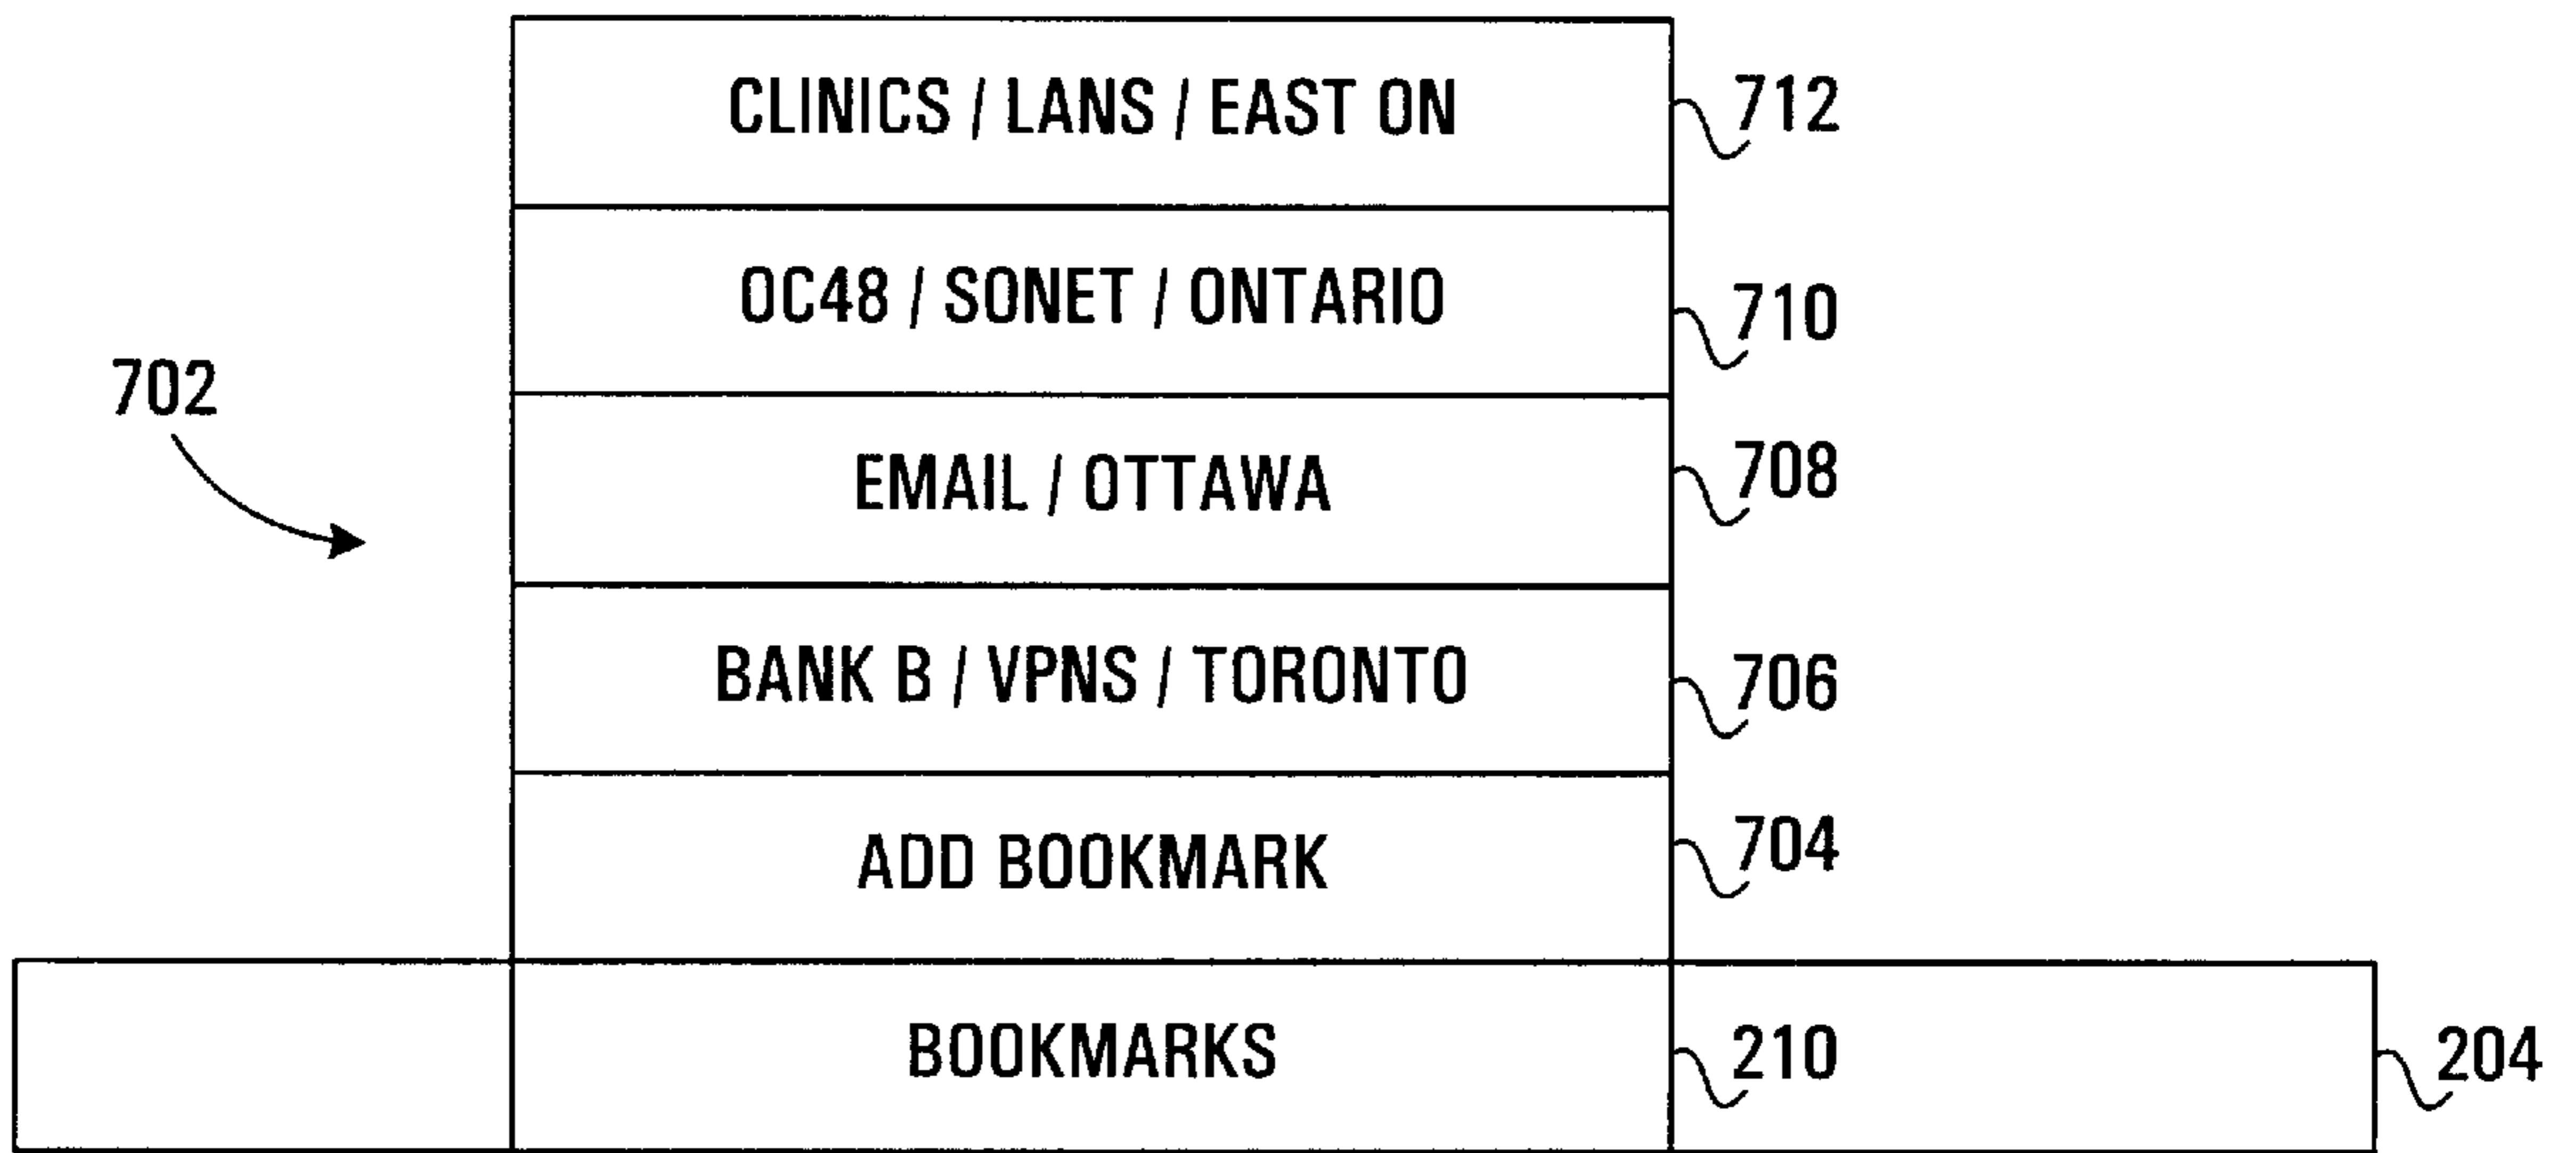 CLINICS / LANS / EAST ON 712
OC48 / SONET / ONTARIO 710
702
EMAIL / OTTAWA 708
BANK B / VPNS / TORONTO 706
ADD BOOKMARK 704
BOOKMARKS 210 204